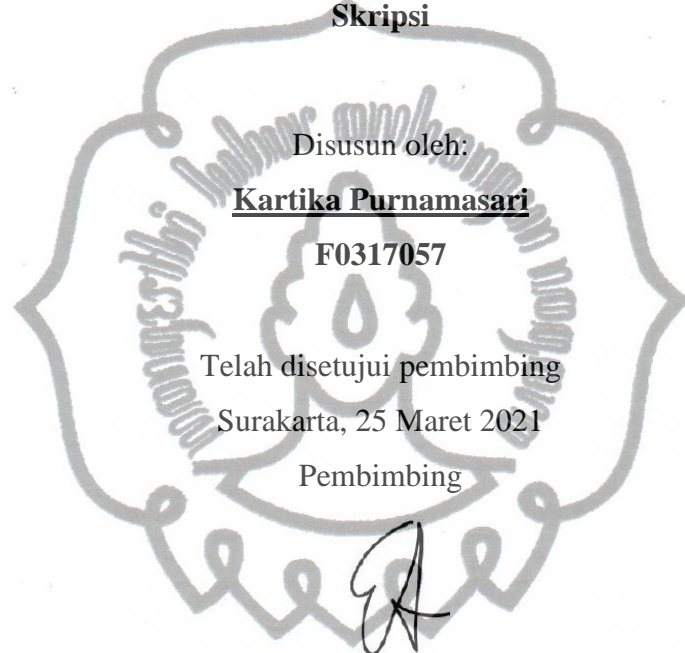 Skripsi
Disusun oleh:
Kartika Purnamasari
F0317057
Telah disetujui pembimbing
Surakarta, 25 Maret 2021
Pembimbing